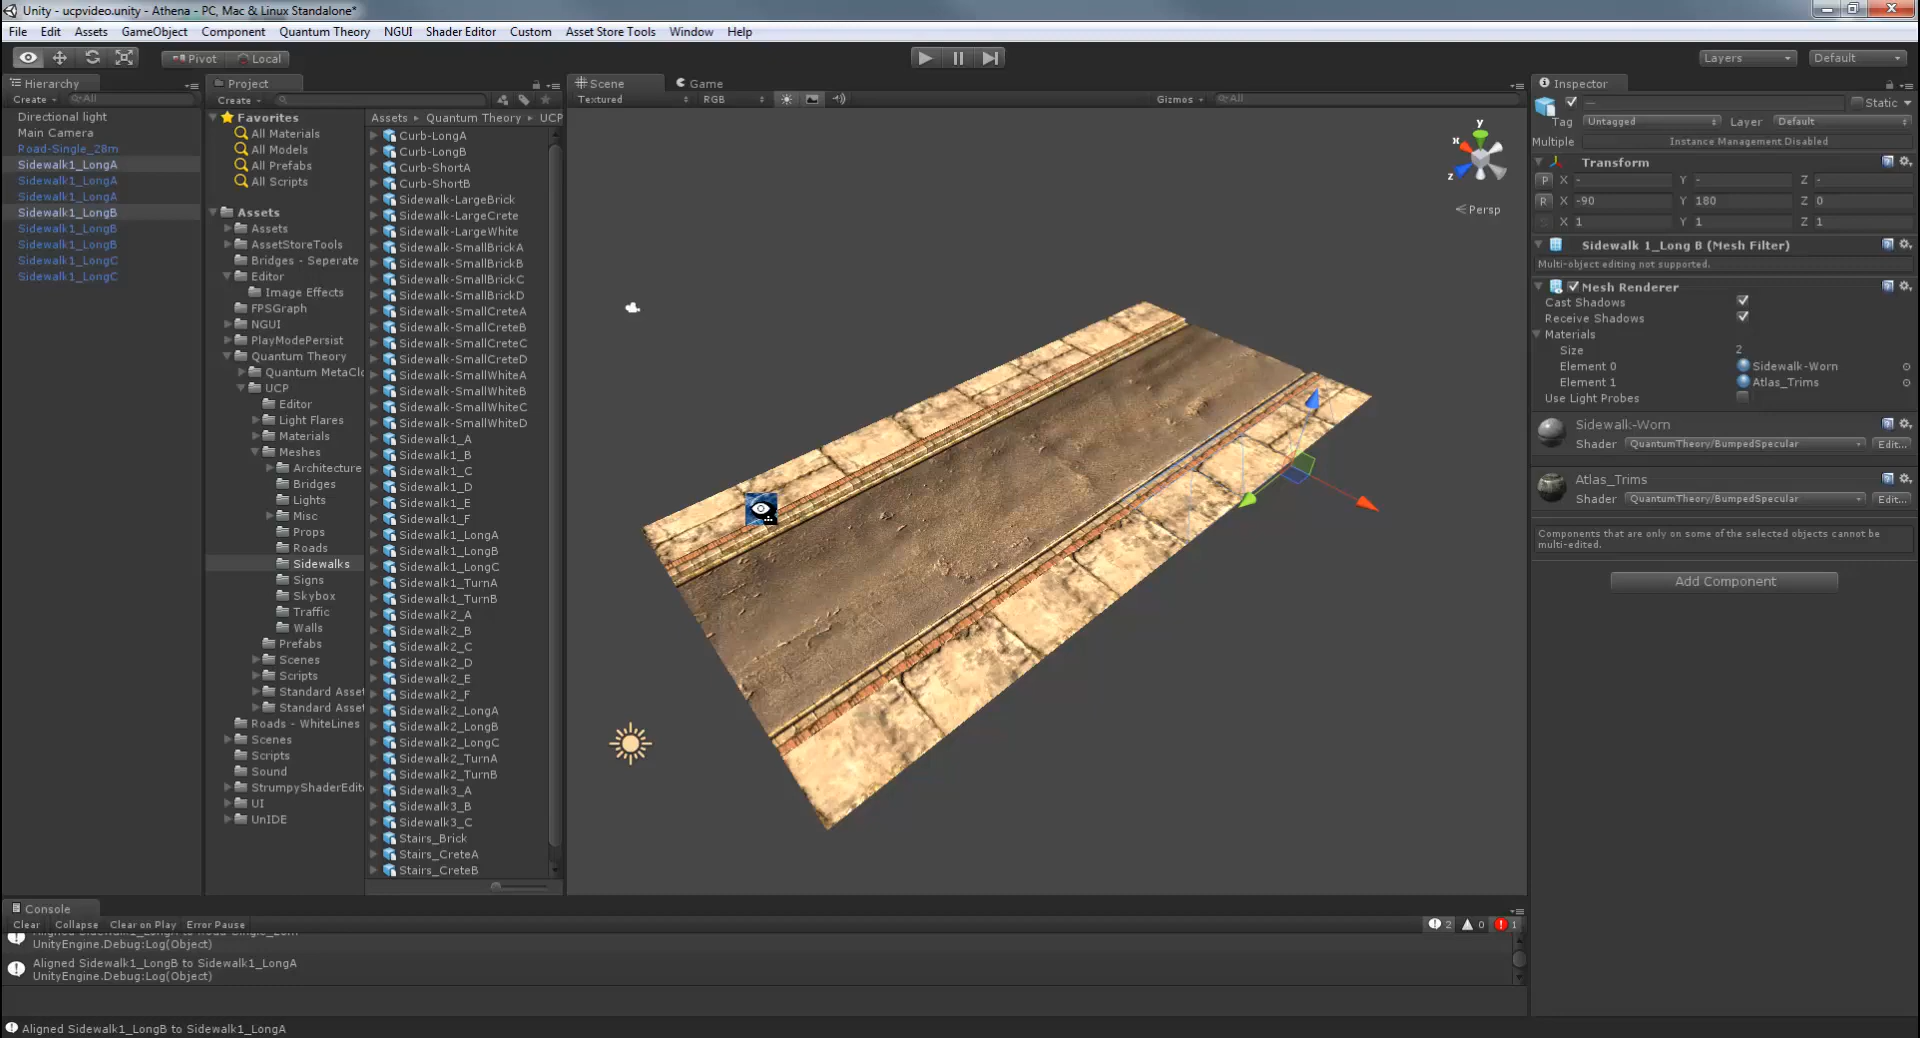 Unity - ucpvideo.unity - Athena - PC, Mac & Linux Standalone*
File Edit Assets GameObject Component Quantum Theory NGUI Shader Editor Custom Asset Store Tools Window Help
Pivot Local Layers Default
Hierarchy
Create All
Directional light
Main Camera
Road-Single_28m
Sidewalk1_LongA
Sidewalk1_LongA
Sidewalk1_LongA
Sidewalk1_LongB
Sidewalk1_LongB
Sidewalk1_LongB
Sidewalk1_LongC
Sidewalk1_LongC
Project
Create
Favorites
All Materials
All Models
All Prefabs
All Scripts
Assets
Assets
AssetStoreTools
Bridges - Seperate
Editor
Image Effects
FPSGraph
NGUI
PlayModePersist
Quantum Theory
Quantum MetaClo
UCP
Editor
Light Flares
Materials
Meshes
Architecture
Bridges
Lights
Misc
Props
Roads
Sidewalks
Signs
Skybox
Traffic
Walls
Prefabs
Scenes
Scripts
Standard Asset
Standard Asset
Roads - WhiteLines
Scenes
Scripts
Sound
StrumpyShaderEdit
UI
UnIDE
Assets Quantum Theory UCP
Curb-LongA
Curb-LongB
Curb-ShortA
Curb-ShortB
Sidewalk-LargeBrick
Sidewalk-LargeCrete
Sidewalk-LargeWhite
Sidewalk-SmallBrickA
Sidewalk-SmallBrickB
Sidewalk-SmallBrickC
Sidewalk-SmallBrickD
Sidewalk-SmallCreteA
Sidewalk-SmallCreteB
Sidewalk-SmallCreteC
Sidewalk-SmallCreteD
Sidewalk-SmallWhiteA
Sidewalk-SmallWhiteB
Sidewalk-SmallWhiteC
Sidewalk-SmallWhiteD
Sidewalk1_A
Sidewalk1_B
Sidewalk1_C
Sidewalk1_D
Sidewalk1_E
Sidewalk1_F
Sidewalk1_LongA
Sidewalk1_LongB
Sidewalk1_LongC
Sidewalk1_TurnA
Sidewalk1_TurnB
Sidewalk2_A
Sidewalk2_B
Sidewalk2_C
Sidewalk2_D
Sidewalk2_E
Sidewalk2_F
Sidewalk2_LongA
Sidewalk2_LongB
Sidewalk2_LongC
Sidewalk2_TurnA
Sidewalk2_TurnB
Sidewalk3_A
Sidewalk3_B
Sidewalk3_C
Stairs_Brick
Stairs_CreteA
Stairs_CreteB
Scene Game
Textured RGB Gizmos All
y
x
z
Persp
Inspector
Static
Tag Untagged Layer Default
Multiple Instance Management Disabled
Transform
P X - Y - Z -
R X -90 Y 180 Z 0
X 1 Y 1 Z 1
Sidewalk 1_Long B (Mesh Filter)
Multi-object editing not supported.
Mesh Renderer
Cast Shadows
Receive Shadows
Materials
Size 2
Element 0 Sidewalk-Worn
Element 1 Atlas_Trims
Use Light Probes
Sidewalk-Worn
Shader QuantumTheory/BumpedSpecular Edit...
Atlas_Trims
Shader QuantumTheory/BumpedSpecular Edit...
Components that are only on some of the selected objects cannot be
multi-edited.
Add Component
Console
Clear Collapse Clear on Play Error Pause 2 0 1
UnityEngine.Debug:Log(Object)
Aligned Sidewalk1_LongB to Sidewalk1_LongA
UnityEngine.Debug:Log(Object)
Aligned Sidewalk1_LongB to Sidewalk1_LongA